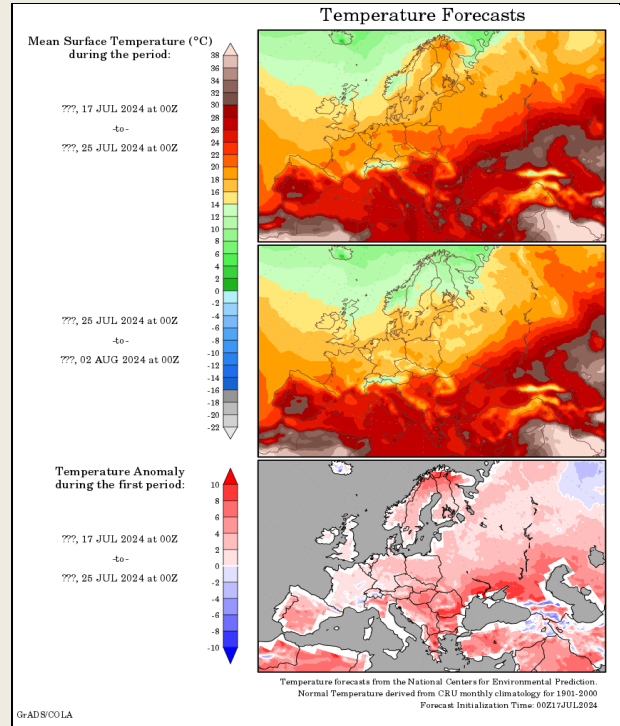 Temperature Forecasts
Mean Surface Temperature (°C)
during the period:
???, 17 JUL 2024 at 00Z
-to-
???, 25 JUL 2024 at 00Z
38
36
34
32
30
28
26
24
22
20
18
16
14
12
10
8
6
4
2
0
-2
-4
-6
-8
-10
-12
-14
-16
-18
-20
-22
???, 25 JUL 2024 at 00Z
-to-
???, 02 AUG 2024 at 00Z
Temperature Anomaly
during the first period:
???, 17 JUL 2024 at 00Z
-to-
???, 25 JUL 2024 at 00Z
10
8
6
4
2
0
-2
-4
-6
-8
-10
Temperature forecasts from the National Centers for Environmental Prediction.
Normal Temperature derived from CRU monthly climatology for 1901-2000
Forecast Initialization Time: 00Z17JUL2024
GrADS/COLA